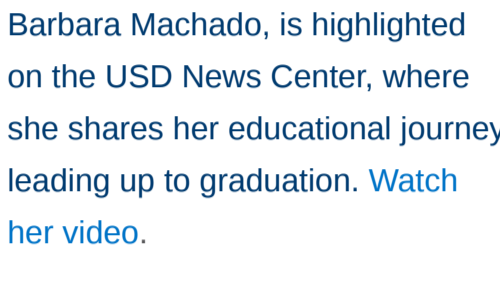 Barbara Machado, is highlighted
on the USD News Center, where
she shares her educational journey
leading up to graduation. Watch
her video.